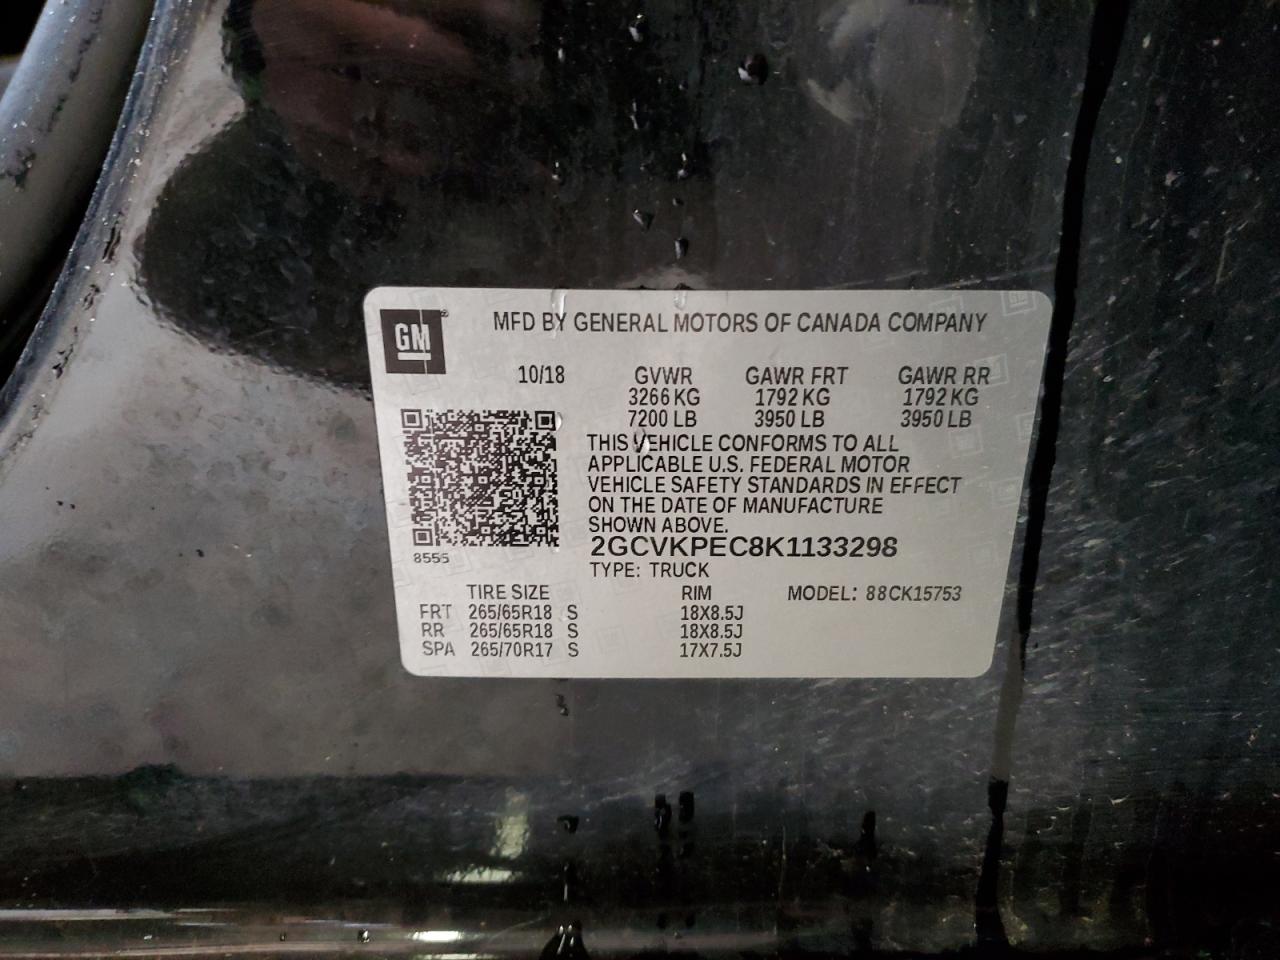 GM®
MFD BY GENERAL MOTORS OF CANADA COMPANY
10/18 GVWR GAWR FRT GAWR RR
3266 KG 1792 KG 1792 KG
7200 LB 3950 LB 3950 LB
THIS VEHICLE CONFORMS TO ALL
APPLICABLE U.S. FEDERAL MOTOR
VEHICLE SAFETY STANDARDS IN EFFECT
ON THE DATE OF MANUFACTURE
SHOWN ABOVE.
2GCVKPEC8K1133298
8555
TYPE: TRUCK
TIRE SIZE RIM MODEL: 88CK15753
FRT 265/65R18 S 18X8.5J
RR 265/65R18 S 18X8.5J
SPA 265/70R17 S 17X7.5J